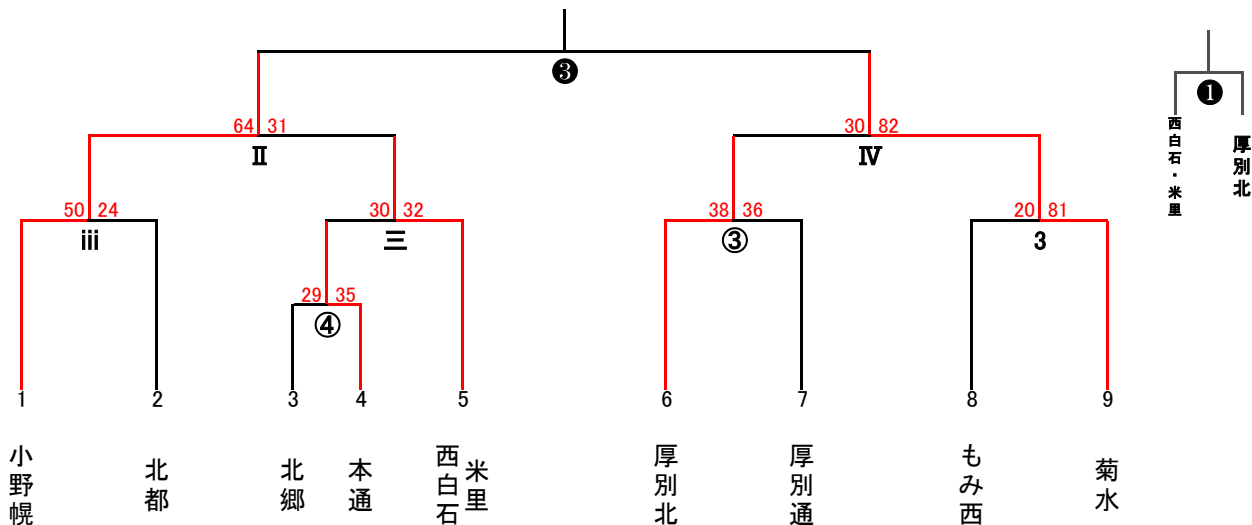 ❸
❶
西白石・米里
厚別北
64 31
Ⅱ
30 82
Ⅳ
50 24
ⅲ
30 32
三
38 36
③
20 81
3
29 35
④
1 2 3 4 5 6 7 8 9
小野幌
北都
北郷
本通
西白石
米里
厚別北
厚別通
もみ西
菊水